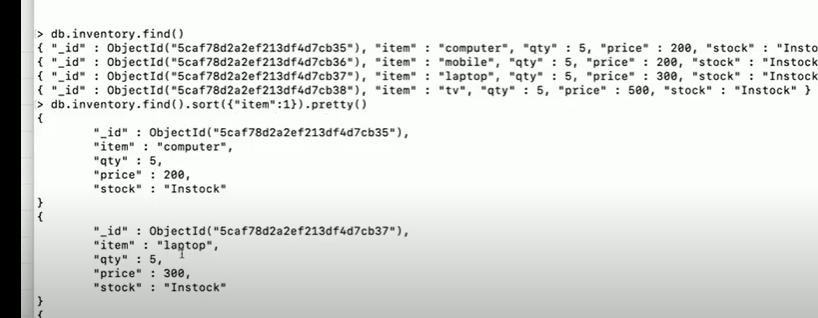 > db.inventory.find()
{ "_id" : ObjectId("5caf78d2a2ef213df4d7cb35"), "item" : "computer", "qty" : 5, "price" : 200, "stock" : "Insto
{ "_id" : ObjectId("5caf78d2a2ef213df4d7cb36"), "item" : "mobile", "qty" : 5, "price" : 200, "stock" : "Instock
{ "_id" : ObjectId("5caf78d2a2ef213df4d7cb37"), "item" : "laptop", "qty" : 5, "price" : 300, "stock" : "Instock
{ "_id" : ObjectId("5caf78d2a2ef213df4d7cb38"), "item" : "tv", "qty" : 5, "price" : 500, "stock" : "Instock" }
> db.inventory.find().sort({"item":1}).pretty()
{
"_id" : ObjectId("5caf78d2a2ef213df4d7cb35"),
"item" : "computer",
"qty" : 5,
"price" : 200,
"stock" : "Instock"
}
{
"_id" : ObjectId("5caf78d2a2ef213df4d7cb37"),
"item" : "laptop",
"qty" : 5,
"price" : 300,
"stock" : "Instock"
}
{